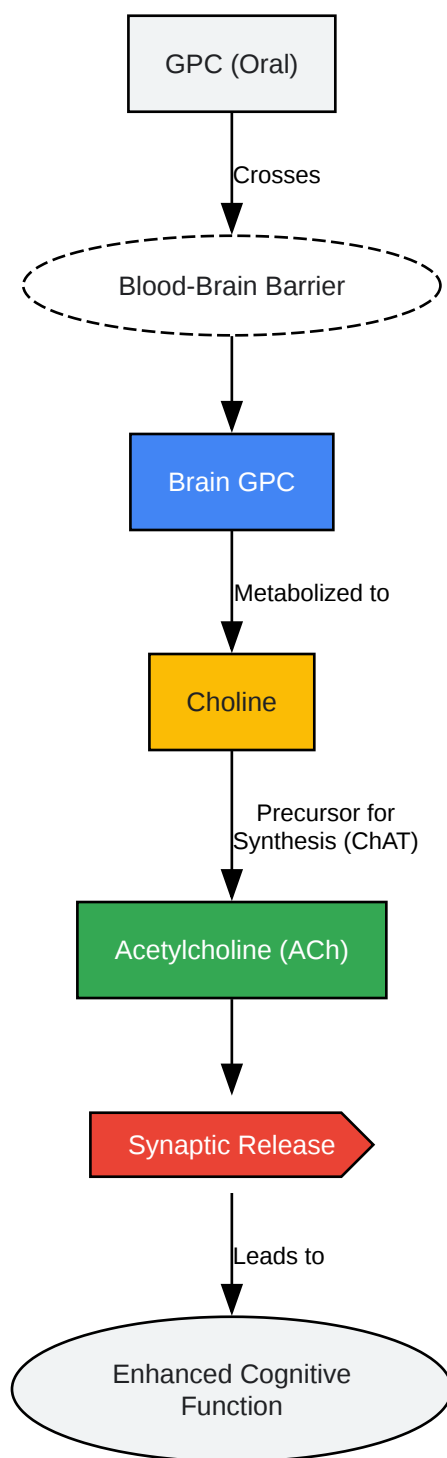 GPC (Oral)
Crosses
Blood-Brain Barrier
Brain GPC
Metabolized to
Choline
Precursor for
Synthesis (ChAT)
Acetylcholine (ACh)
Synaptic Release
Leads to
Enhanced Cognitive
Function